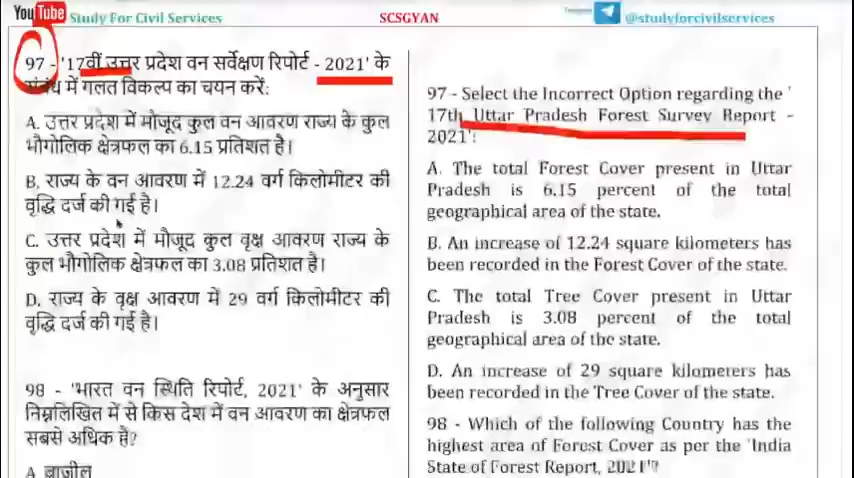 YouTube Study For Civil Services
SCSGYAN
Telegram @studyforcivilservices
97 - '17वीं उत्तर प्रदेश वन सर्वेक्षण रिपोर्ट - 2021' के
संबंध में गलत विकल्प का चयन करें:
A. उत्तर प्रदेश में मौजूद कुल वन आवरण राज्य के कुल
भौगोलिक क्षेत्रफल का 6.15 प्रतिशत है।
B. राज्य के वन आवरण में 12.24 वर्ग किलोमीटर की
वृद्धि दर्ज की गई है।
C. उत्तर प्रदेश में मौजूद कुल वृक्ष आवरण राज्य के
कुल भौगोलिक क्षेत्रफल का 3.08 प्रतिशत है।
D. राज्य के वृक्ष आवरण में 29 वर्ग किलोमीटर की
वृद्धि दर्ज की गई है।
98 - 'भारत वन स्थिति रिपोर्ट, 2021' के अनुसार
निम्नलिखित में से किस देश में वन आवरण का क्षेत्रफल
सबसे अधिक है?
A ब्राजील
97 - Select the Incorrect Option regarding the '
17th Uttar Pradesh Forest Survey Report -
2021':
A. The total Forest Cover present in Uttar
Pradesh is 6.15 percent of the total
geographical area of the state.
B. An increase of 12.24 square kilometers has
been recorded in the Forest Cover of the state.
C. The total Tree Cover present in Uttar
Pradesh is 3.08 percent of the total
geographical area of the state.
D. An increase of 29 square kilometers has
been recorded in the Tree Cover of the state.
98 - Which of the following Country has the
highest area of Forest Cover as per the 'India
State of Forest Report, 2021'?